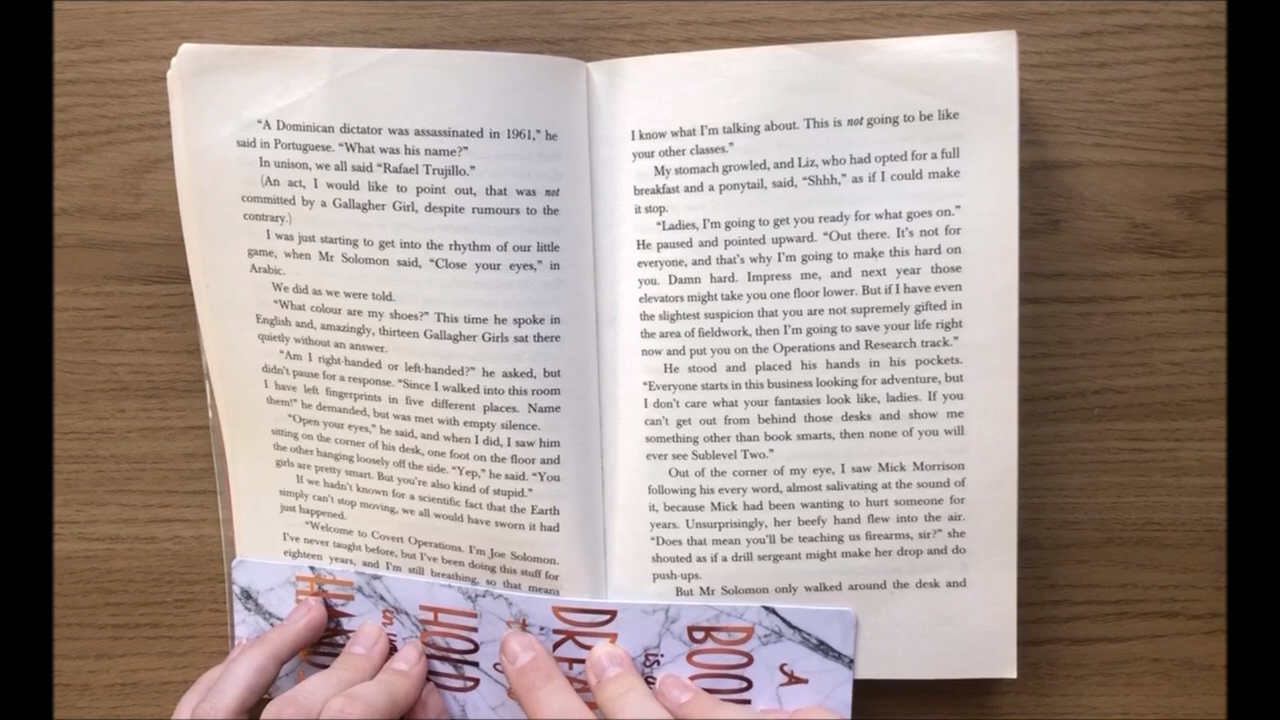 “A Dominican dictator was assassinated in 1961,” he
said in Portuguese. “What was his name?”
In unison, we all said “Rafael Trujillo.”
(An act, I would like to point out, that was not
committed by a Gallagher Girl, despite rumours to the
contrary.)
I was just starting to get into the rhythm of our little
game, when Mr Solomon said, “Close your eyes,” in
Arabic.
We did as we were told.
“What colour are my shoes?” This time he spoke in
English and, amazingly, thirteen Gallagher Girls sat there
quietly without an answer.
“Am I right-handed or left-handed?” he asked, but
didn’t pause for a response. “Since I walked into this room
I have left fingerprints in five different places. Name
them!” he demanded, but was met with empty silence.
“Open your eyes,” he said, and when I did, I saw him
sitting on the corner of his desk, one foot on the floor and
the other hanging loosely off the side. “Yep,” he said. “You
girls are pretty smart. But you’re also kind of stupid.”
If we hadn’t known for a scientific fact that the Earth
simply can’t stop moving, we all would have sworn it had
just happened.
“Welcome to Covert Operations. I’m Joe Solomon.
I’ve never taught before, but I’ve been doing this stuff for
eighteen years, and I’m still breathing, so that means
I know what I’m talking about. This is not going to be like
your other classes.”
My stomach growled, and Liz, who had opted for a full
breakfast and a ponytail, said, “Shhh,” as if I could make
it stop.
“Ladies, I’m going to get you ready for what goes on.”
He paused and pointed upward. “Out there. It’s not for
everyone, and that’s why I’m going to make this hard on
you. Damn hard. Impress me, and next year those
elevators might take you one floor lower. But if I have even
the slightest suspicion that you are not supremely gifted in
the area of fieldwork, then I’m going to save your life right
now and put you on the Operations and Research track.”
He stood and placed his hands in his pockets.
“Everyone starts in this business looking for adventure, but
I don’t care what your fantasies look like, ladies. If you
can’t get out from behind those desks and show me
something other than book smarts, then none of you will
ever see Sublevel Two.”
Out of the corner of my eye, I saw Mick Morrison
following his every word, almost salivating at the sound of
it, because Mick had been wanting to hurt someone for
years. Unsurprisingly, her beefy hand flew into the air.
“Does that mean you’ll be teaching us firearms, sir?” she
shouted as if a drill sergeant might make her drop and do
push-ups.
But Mr Solomon only walked around the desk and
A
is
HOLD